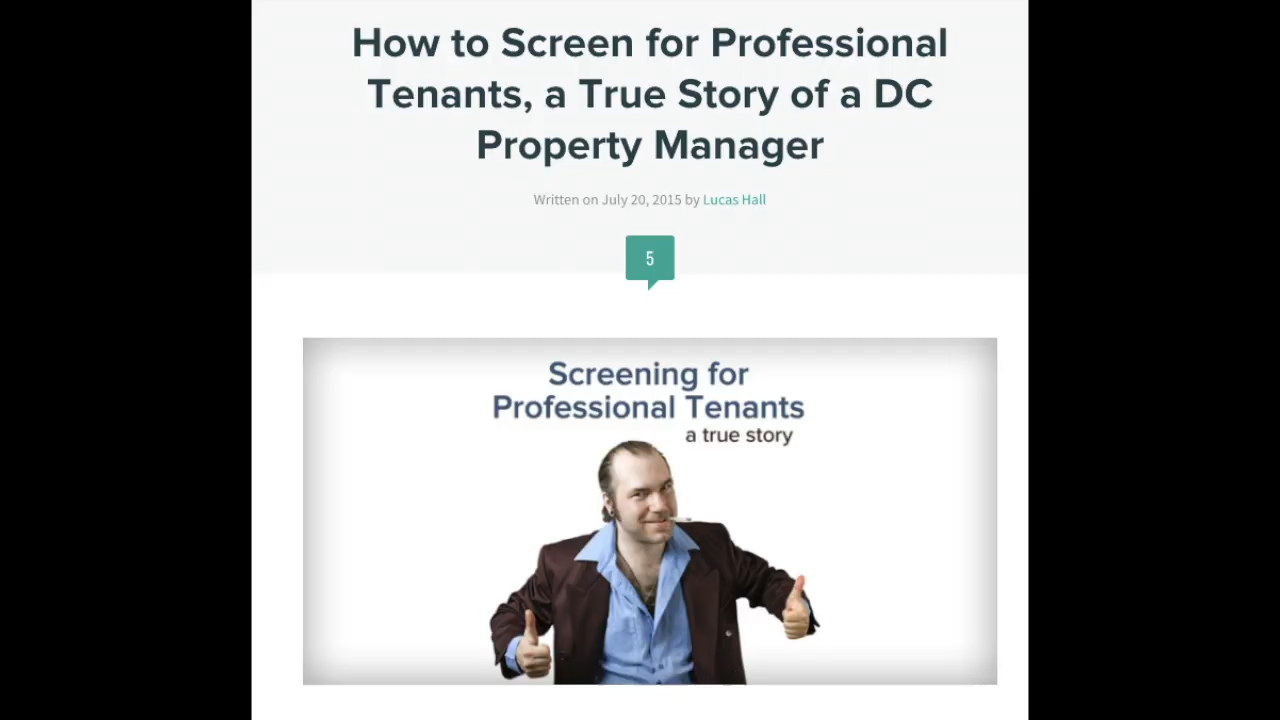 How to Screen for Professional
Tenants, a True Story of a DC
Property Manager
Written on July 20, 2015 by Lucas Hall
5
Screening for
Professional Tenants
a true story